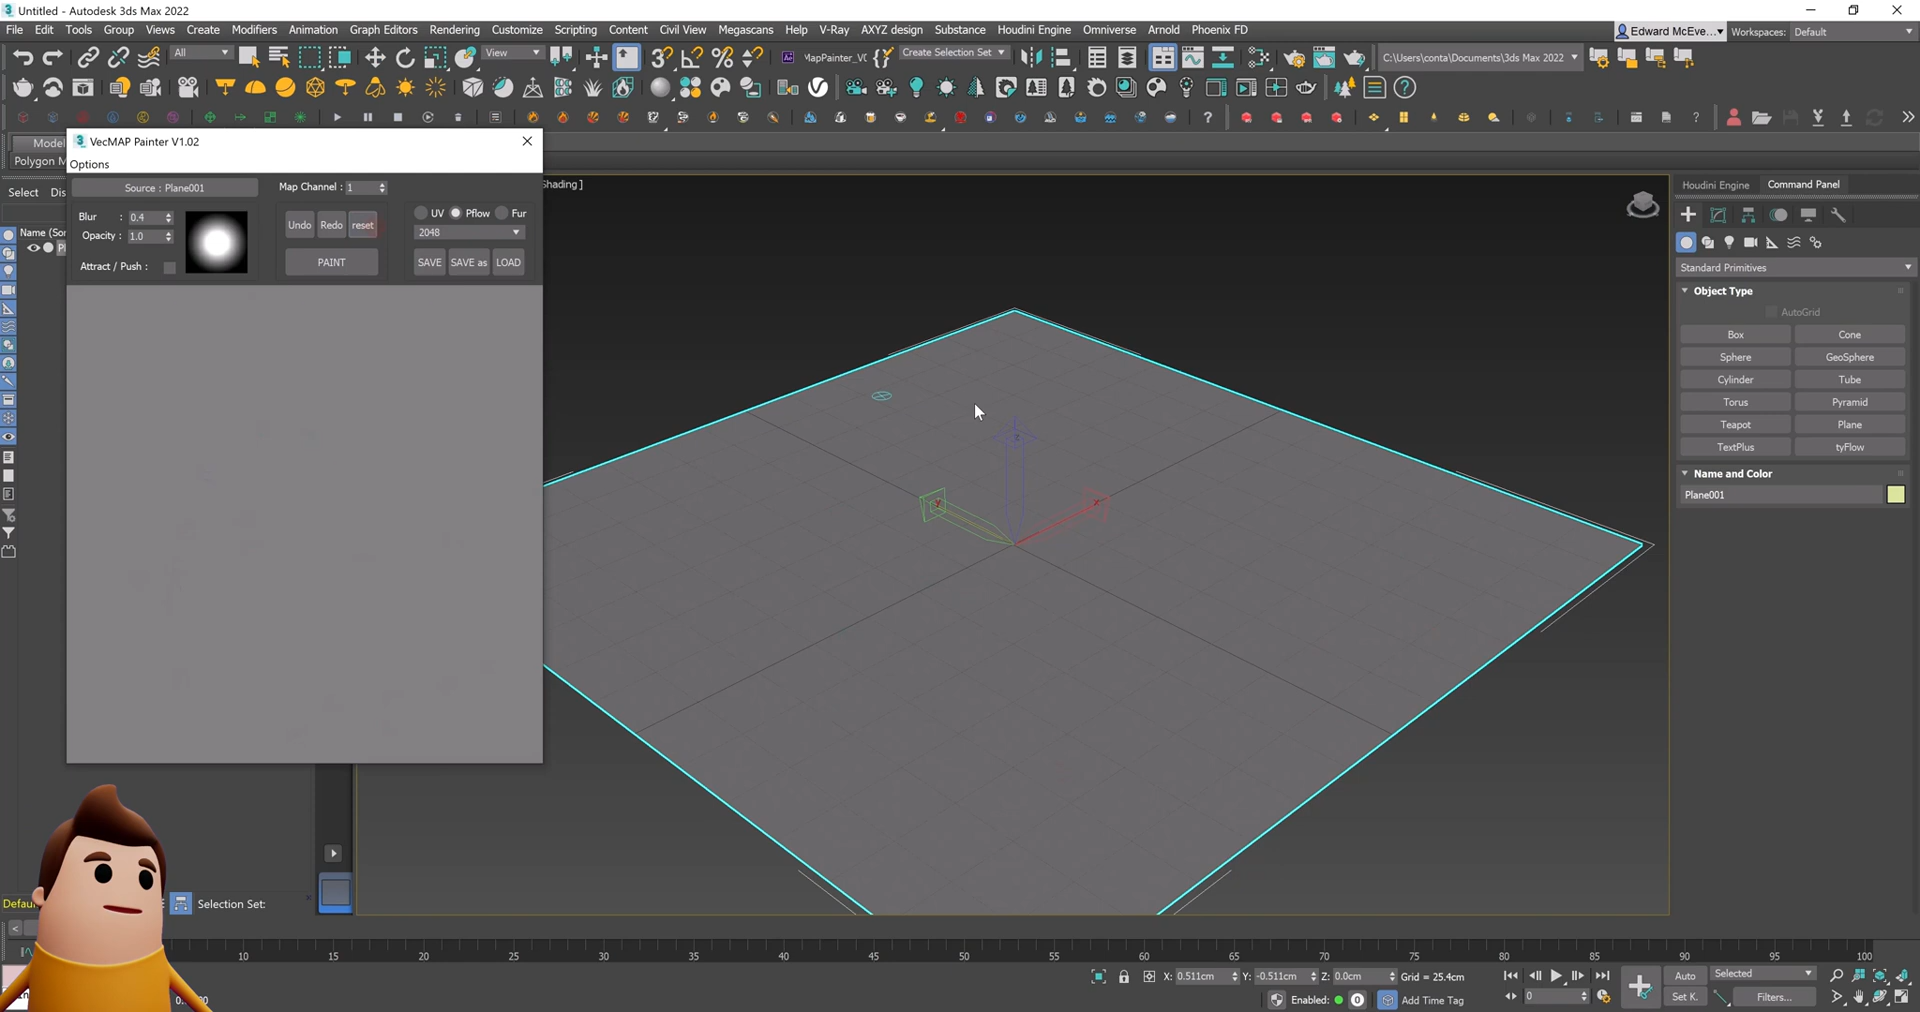 Untitled - Autodesk 3ds Max 2022
File Edit Tools Group Views Create Modifiers Animation Graph Editors Rendering Customize Scripting Content Civil View Megascans Help V-Ray AXYZ design Substance Houdini Engine Omniverse Arnold Phoenix FD
Edward McEve... Workspaces: Default
All View MapPainter_V( Create Selection Set C:\Users\conta\Documents\3ds Max 2022
Model
Polygon M
VecMAP Painter V1.02
Options
Source : Plane001
Map Channel : 1
Blur : 0.4
Opacity : 1.0
Attract / Push :
Undo Redo reset
PAINT
UV Pflow Fur
2048
SAVE SAVE as LOAD
Select Dis
Name (Sor
Pl
hading ]
Houdini Engine Command Panel
Standard Primitives
Object Type
AutoGrid
Box Cone
Sphere GeoSphere
Cylinder Tube
Torus Pyramid
Teapot Plane
TextPlus tyFlow
Name and Color
Plane001
Defau
Selection Set:
10 15 20 25 30 35 40 45 50 55 60 65 70 75 80 85 90 95 100
X: 0.511cm Y: -0.511cm Z: 0.0cm Grid = 25.4cm
Enabled: 0 Add Time Tag
0
Auto Selected
Set K. Filters...